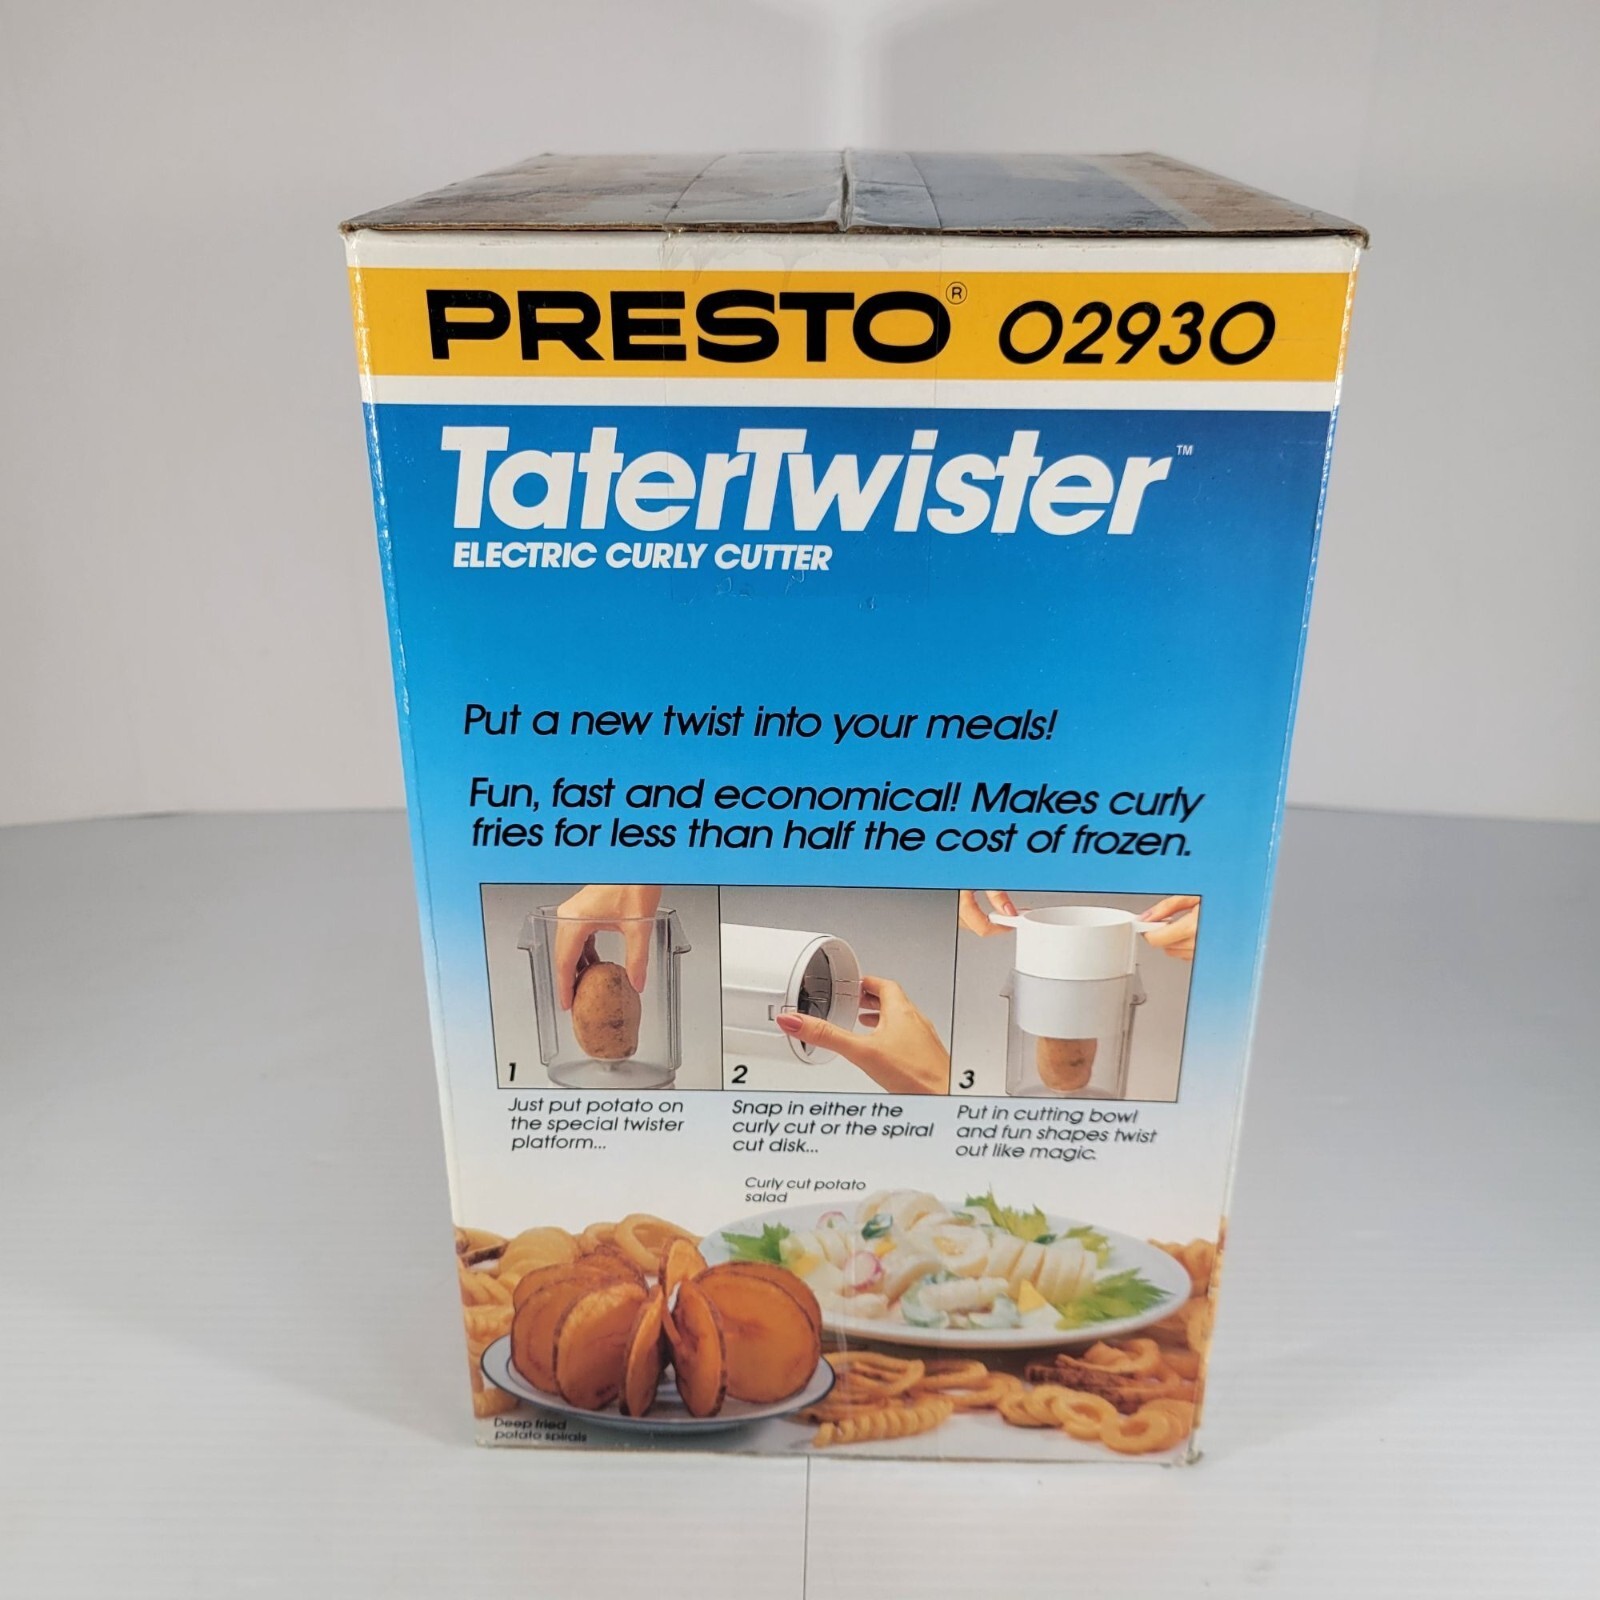 PRESTO® 02930
TaterTwister™
ELECTRIC CURLY CUTTER
Put a new twist into your meals!
Fun, fast and economical! Makes curly
fries for less than half the cost of frozen.
1
Just put potato on
the special twister
platform...
2
Snap in either the
curly cut or the spiral
cut disk...
3
Put in cutting bowl
and fun shapes twist
out like magic.
Curly cut potato
salad
Deep fried
potato spirals